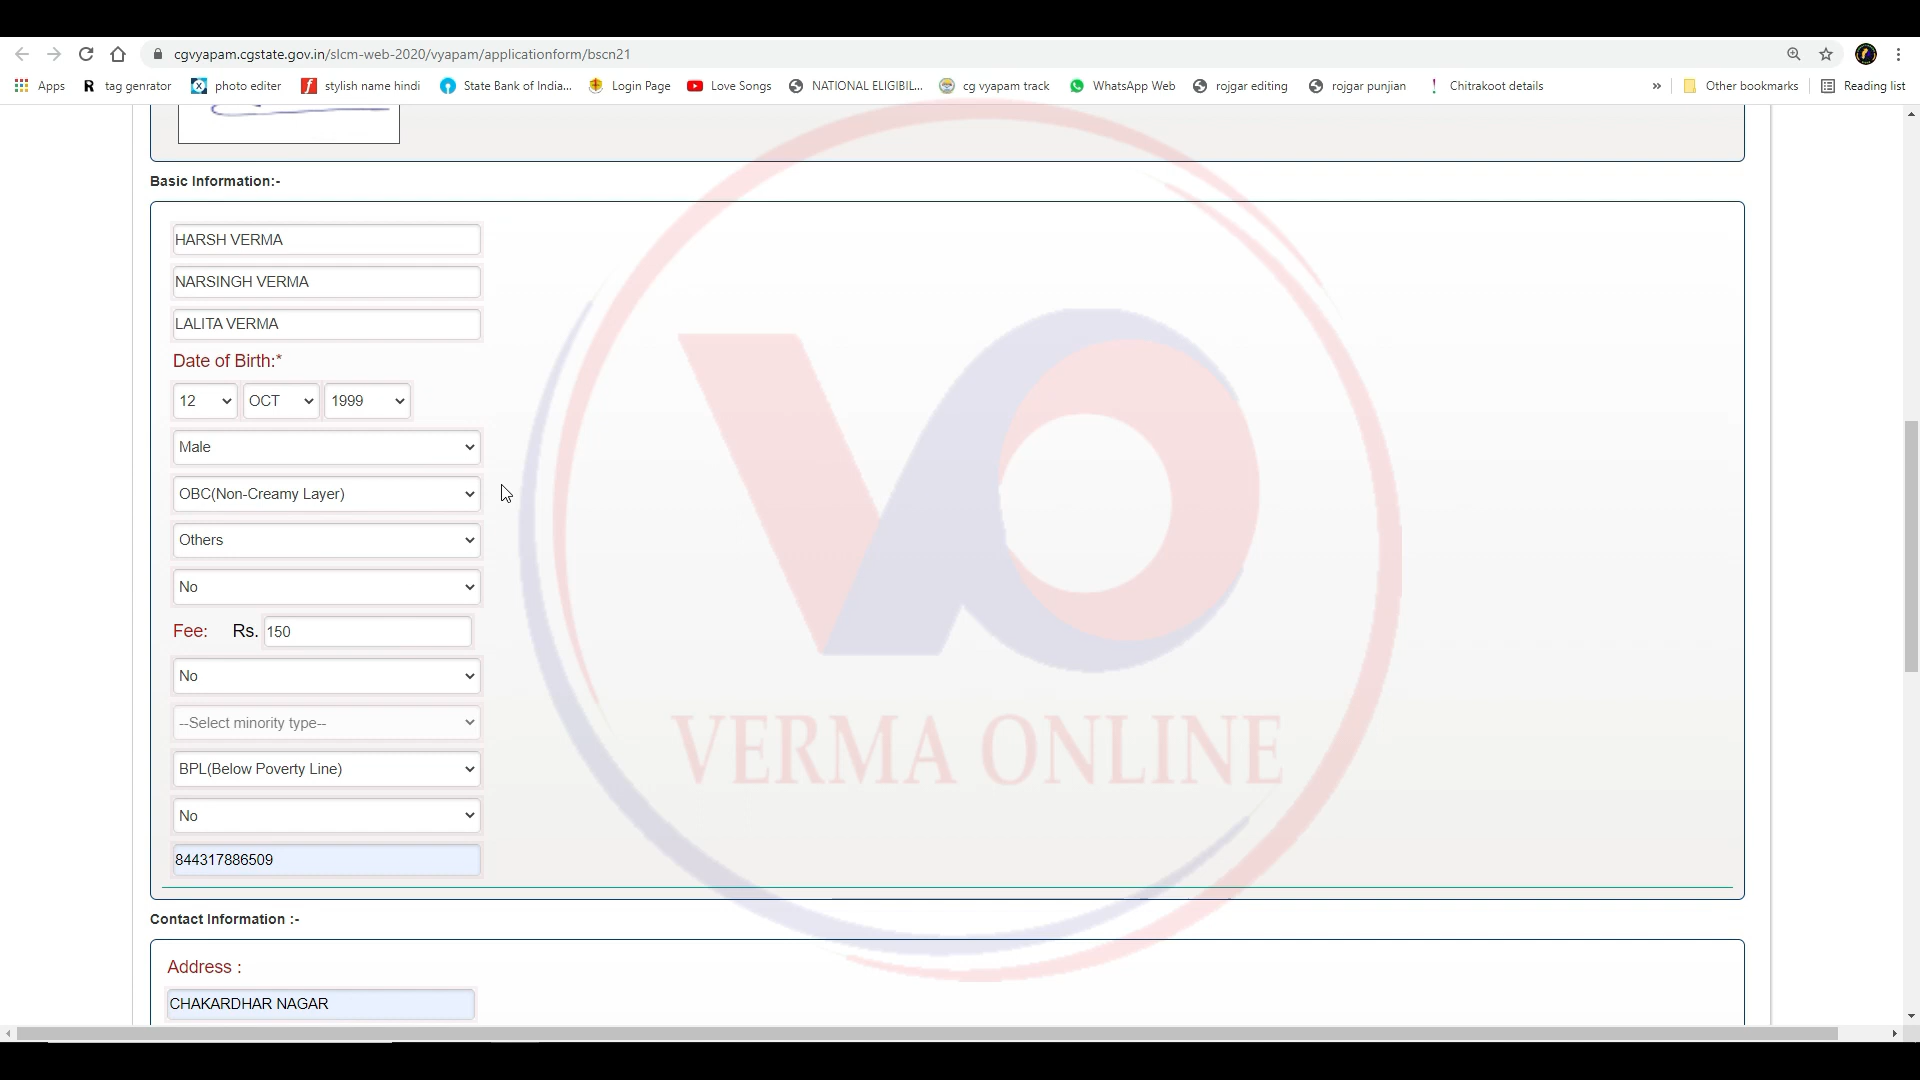 cgvyapam.cgstate.gov.in/slcm-web-2020/vyapam/applicationform/bscn21
Apps R tag genrator photo editer stylish name hindi State Bank of India... Login Page Love Songs NATIONAL ELIGIBIL... cg vyapam track WhatsApp Web rojgar editing rojgar punjian Chitrakoot details » Other bookmarks Reading list
Basic Information:-
HARSH VERMA
NARSINGH VERMA
LALITA VERMA
Date of Birth:*
12 OCT 1999
Male
OBC(Non-Creamy Layer)
Others
No
Fee: Rs. 150
No
--Select minority type--
BPL(Below Poverty Line)
No
844317886509
VERMA ONLINE
Contact Information :-
Address :
CHAKARDHAR NAGAR